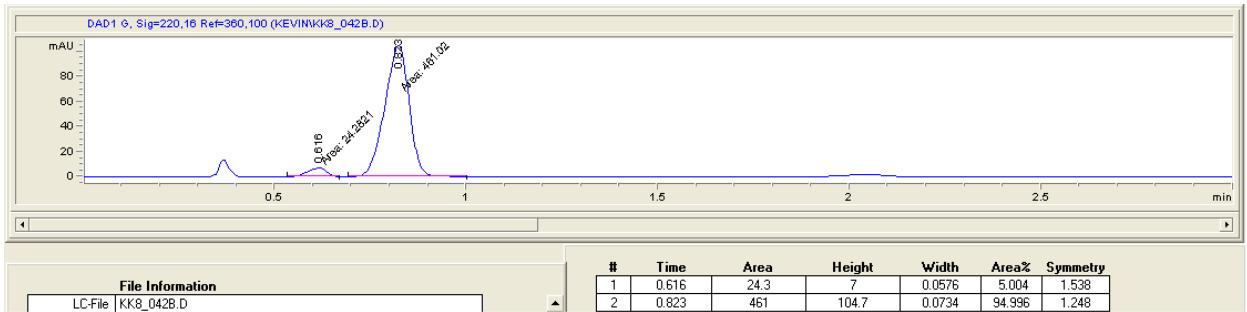 DAD1 G, Sig=220,16 Ref=360,100 (KEVIN\KK8_042B.D)
mAU
80
60
40
20
0
0.616
Area: 24.2821
0.823
Area: 461.02
0.5
1
1.5
2
2.5
min
File Information
LC-File KK8_042B.D
# Time Area Height Width Area% Symmetry
1 0.616 24.3 7 0.0576 5.004 1.538
2 0.823 461 104.7 0.0734 94.996 1.248